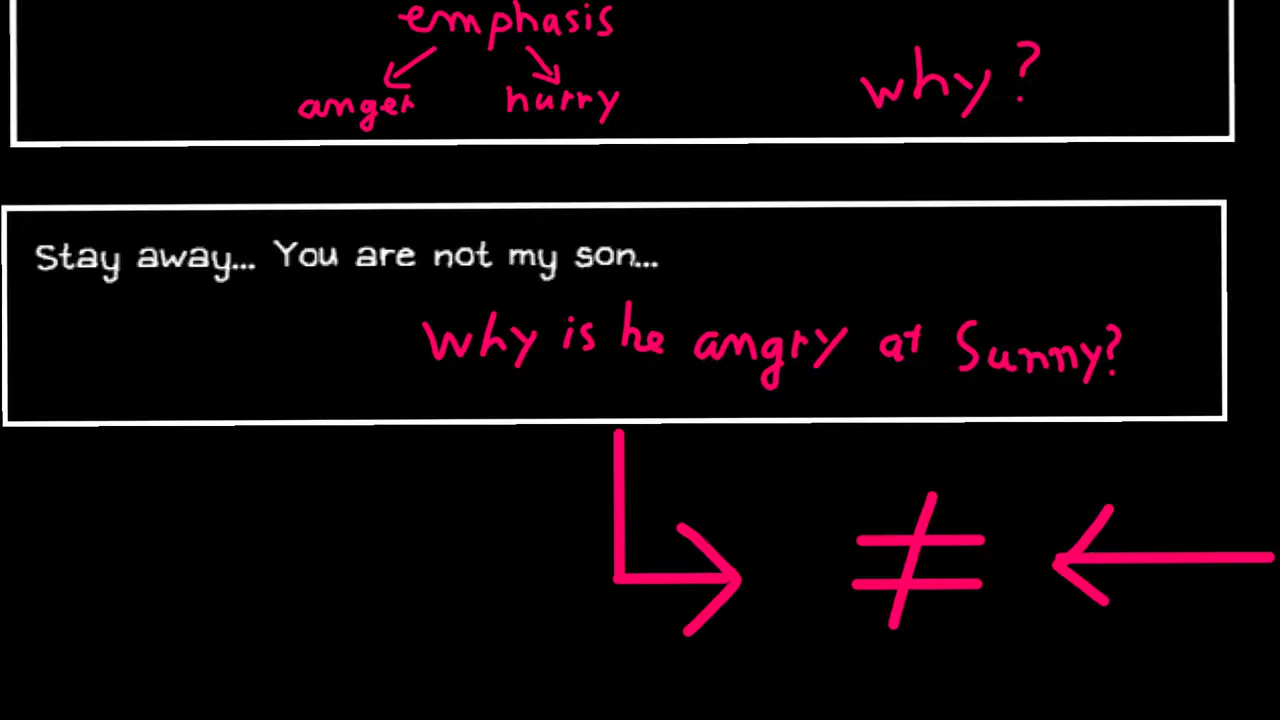 emphasis
anger hurry
why?
Stay away... You are not my son...
Why is he angry at Sunny?
≠